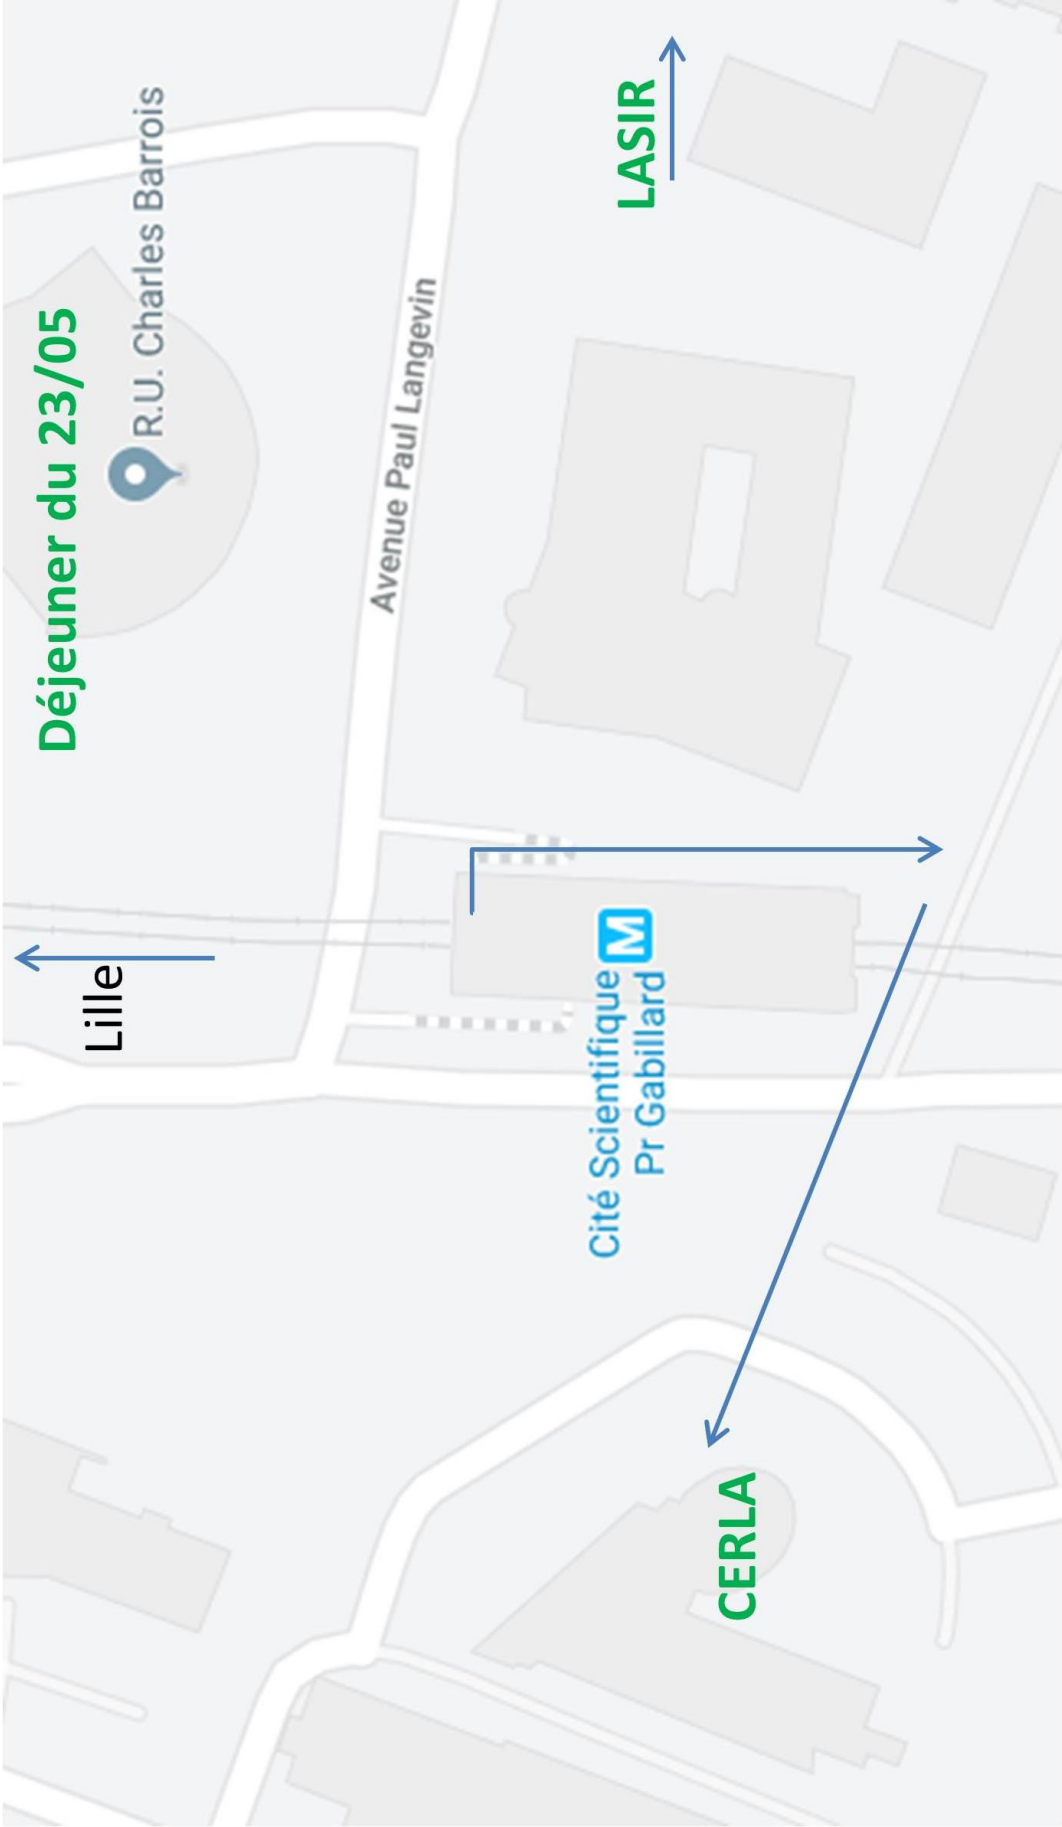 Déjeuner du 23/05
R.U. Charles Barrois
Lille
Avenue Paul Langevin
Cité Scientifique M
Pr Gabillard
LASIR
CERLA